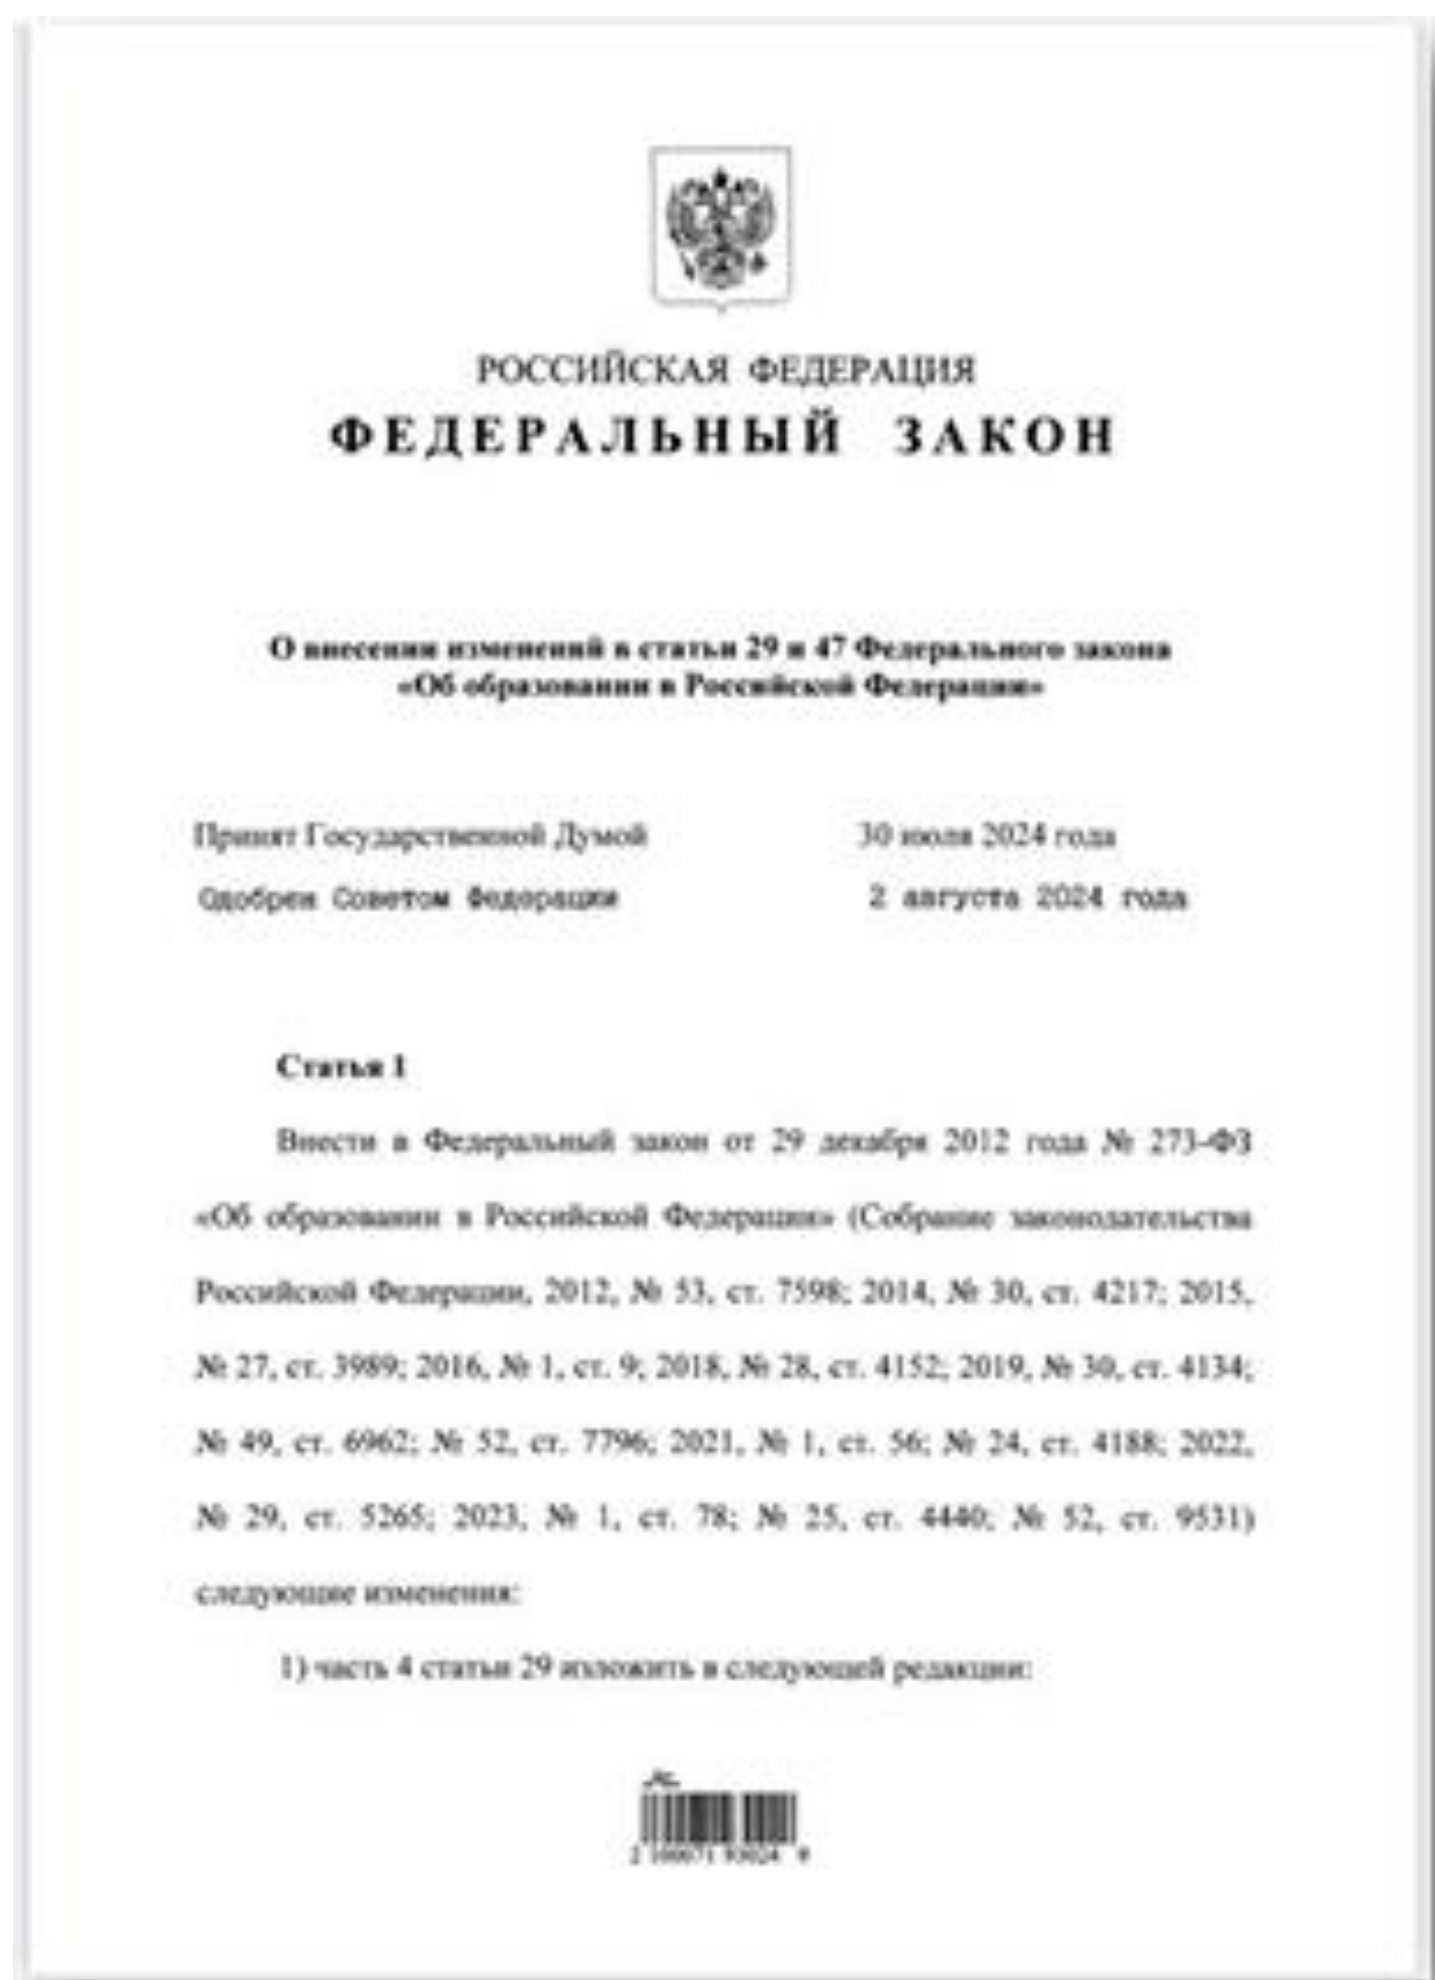 РОССИЙСКАЯ ФЕДЕРАЦИЯ
ФЕДЕРАЛЬНЫЙ ЗАКОН
О внесении изменений в статьи 29 и 47 Федерального закона
«Об образовании в Российской Федерации»
Принят Государственной Думой 30 июля 2024 года
Одобрен Советом Федерации 2 августа 2024 года
Статья 1
Внести в Федеральный закон от 29 декабря 2012 года № 273-ФЗ
«Об образовании в Российской Федерации» (Собрание законодательства
Российской Федерации, 2012, № 53, ст. 7598; 2014, № 30, ст. 4217; 2015,
№ 27, ст. 3989; 2016, № 1, ст. 9; 2018, № 28, ст. 4152; 2019, № 30, ст. 4134;
№ 49, ст. 6962; № 52, ст. 7796; 2021, № 1, ст. 56; № 24, ст. 4188; 2022,
№ 29, ст. 5265; 2023, № 1, ст. 78; № 25, ст. 4440; № 52, ст. 9531)
следующие изменения:
1) часть 4 статьи 29 изложить в следующей редакции: